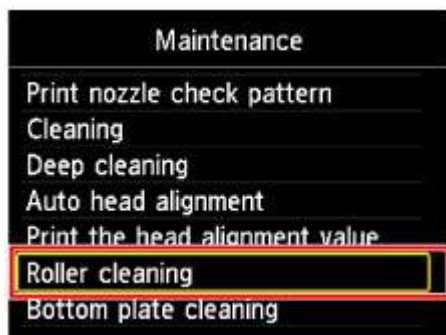 Maintenance
Print nozzle check pattern
Cleaning
Deep cleaning
Auto head alignment
Print the head alignment value
Roller cleaning
Bottom plate cleaning